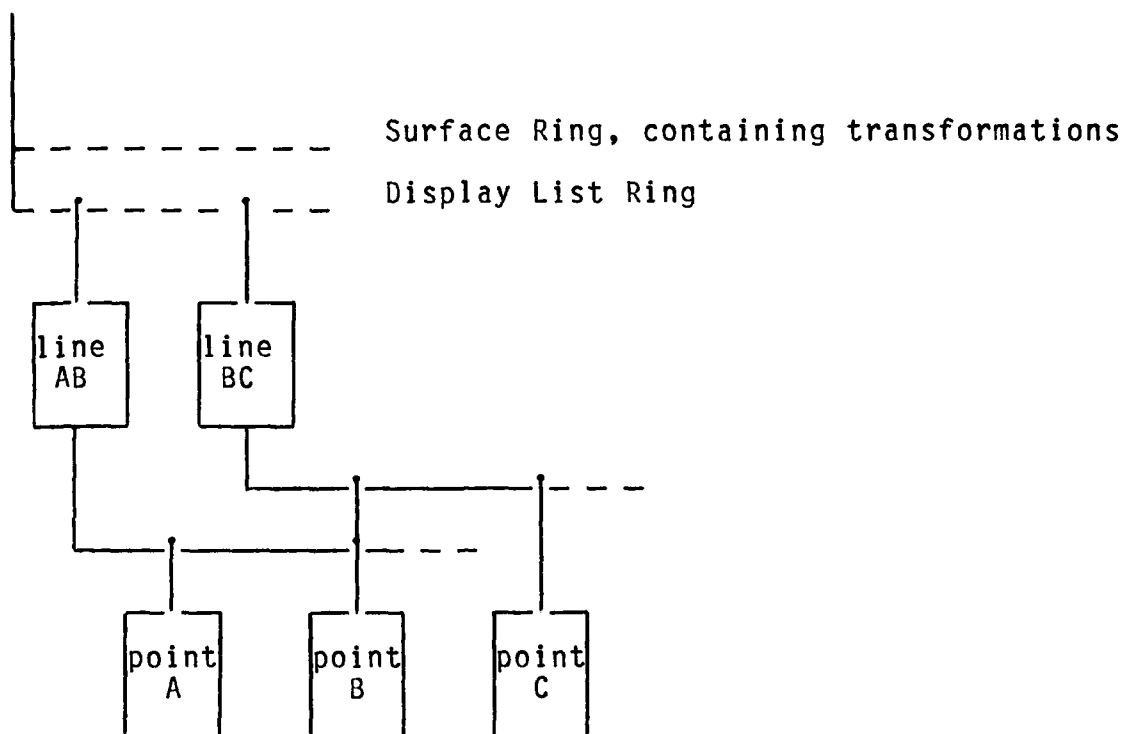 Surface Ring, containing transformations
Display List Ring
line
AB
line
BC
point
A
point
B
point
C